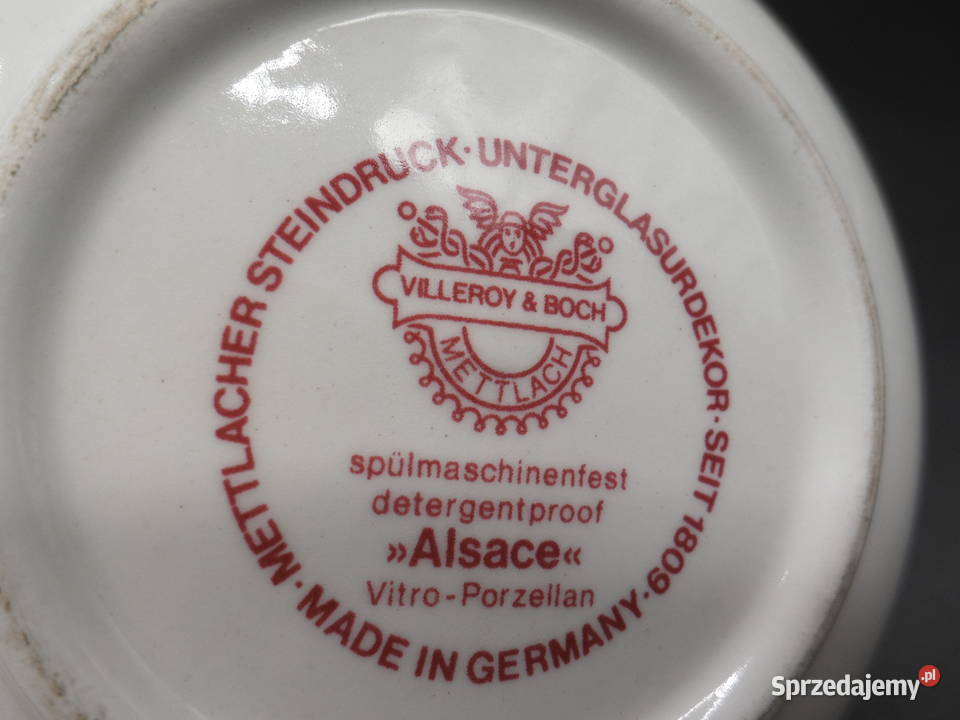 METTLACHER STEINDRUCK · UNTERGLASURDEKOR · SEIT 1809 · MADE IN GERMANY ·
VILLEROY & BOCH
METTLACH
spülmaschinenfest
detergentproof
»Alsace«
Vitro-Porzellan
Sprzedajemy.pl